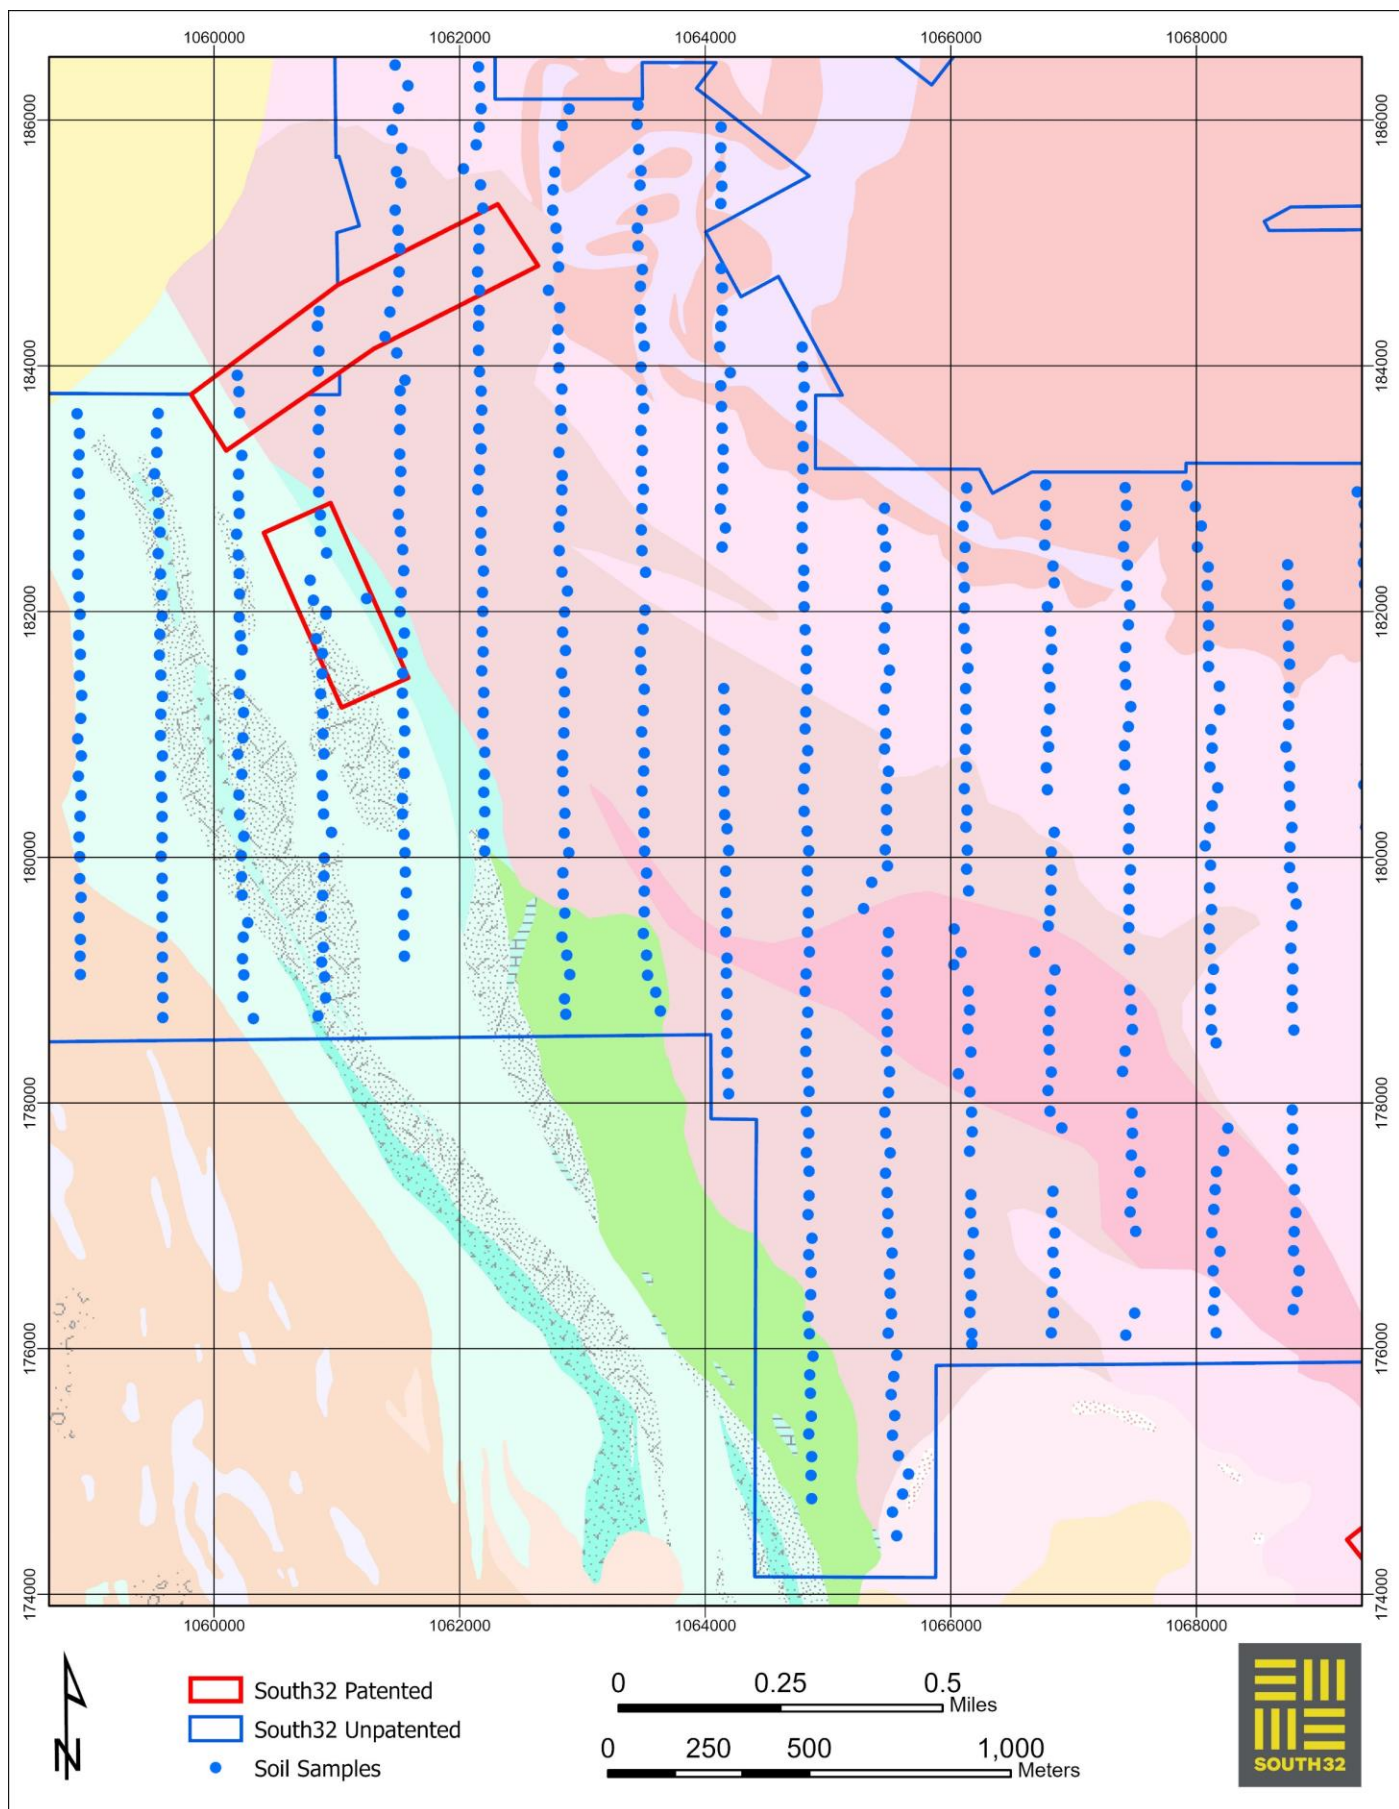 1060000 1062000 1064000 1066000 1068000
186000 186000
184000 184000
182000 182000
180000 180000
178000 178000
176000 176000
174000 174000
1060000 1062000 1064000 1066000 1068000
N
South32 Patented
South32 Unpatented
Soil Samples
0 0.25 0.5
Miles
0 250 500 1,000
Meters
SOUTH32